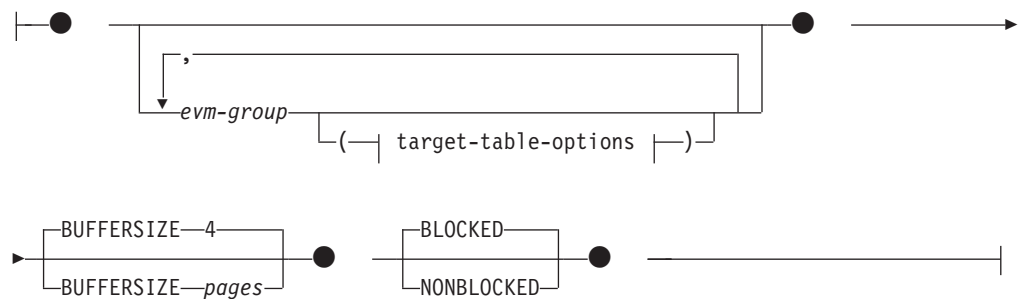 ,
evm-group
( target-table-options )
BUFFERSIZE 4 BLOCKED
BUFFERSIZE pages NONBLOCKED